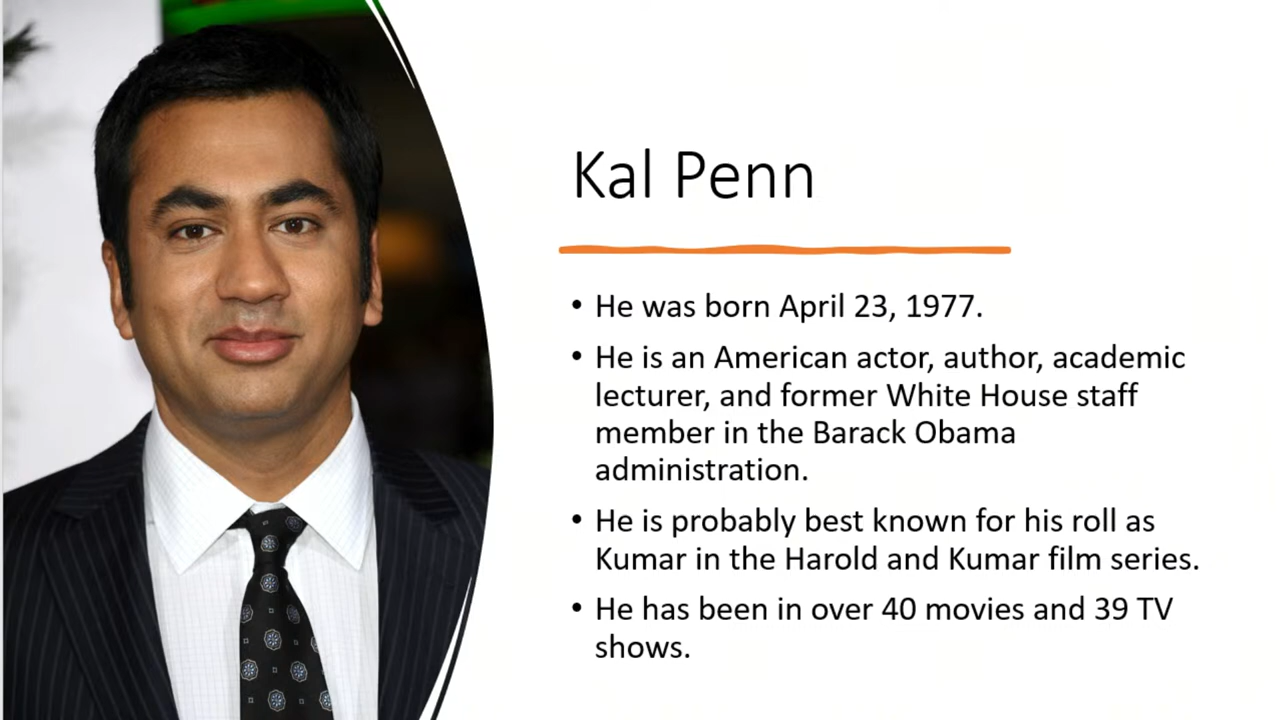 Kal Penn
• He was born April 23, 1977.
• He is an American actor, author, academic
lecturer, and former White House staff
member in the Barack Obama
administration.
• He is probably best known for his roll as
Kumar in the Harold and Kumar film series.
• He has been in over 40 movies and 39 TV
shows.